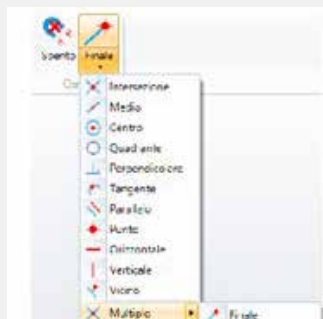 Spento Finale
Intersezione
Medio
Centro
Quadrante
Perpendicolare
Tangente
Parallelo
Punto
Orizzontale
Verticale
Vicino
Multiplo Finale